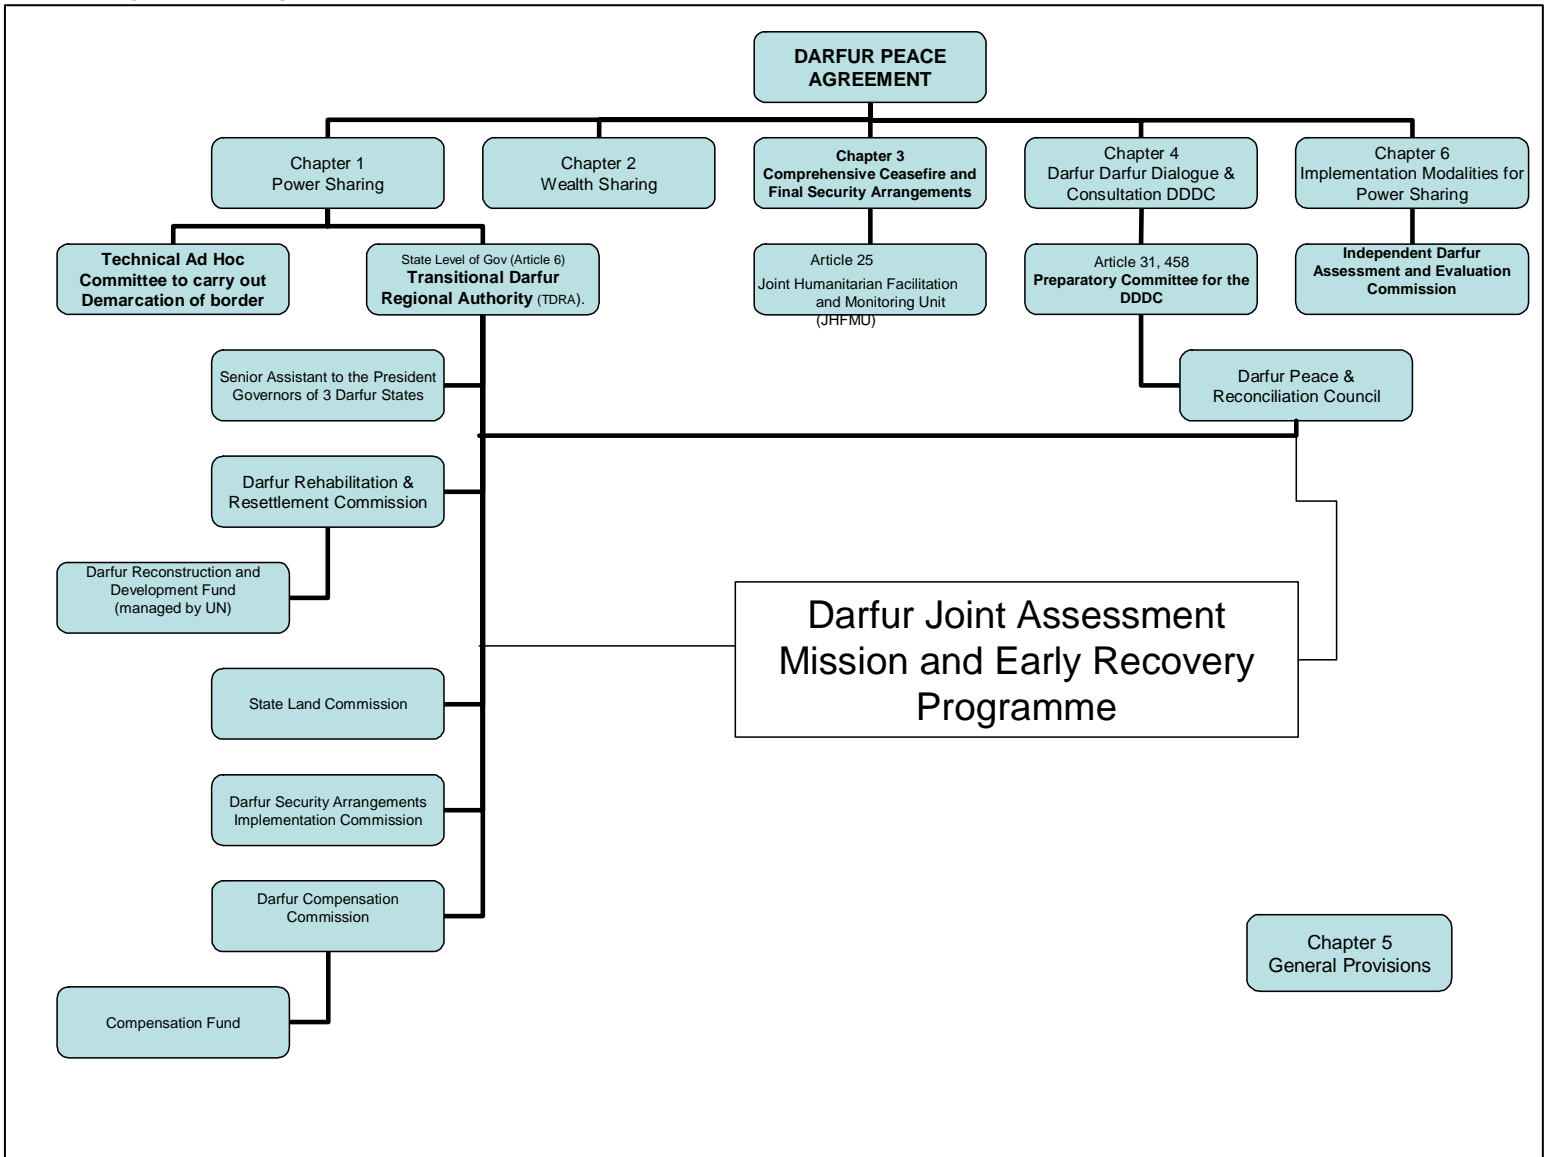 DARFUR PEACE
AGREEMENT
Chapter 1
Power Sharing
Chapter 2
Wealth Sharing
Chapter 3
Comprehensive Ceasefire and
Final Security Arrangements
Chapter 4
Darfur Darfur Dialogue &
Consultation DDDC
Chapter 6
Implementation Modalities for
Power Sharing
Technical Ad Hoc
Committee to carry out
Demarcation of border
State Level of Gov (Article 6)
Transitional Darfur
Regional Authority (TDRA).
Article 25
Joint Humanitarian Facilitation
and Monitoring Unit
(JHFMU)
Article 31, 458
Preparatory Committee for the
DDDC
Independent Darfur
Assessment and Evaluation
Commission
Senior Assistant to the President
Governors of 3 Darfur States
Darfur Peace &
Reconciliation Council
Darfur Rehabilitation &
Resettlement Commission
Darfur Reconstruction and
Development Fund
(managed by UN)
Darfur Joint Assessment
Mission and Early Recovery
Programme
State Land Commission
Darfur Security Arrangements
Implementation Commission
Darfur Compensation
Commission
Chapter 5
General Provisions
Compensation Fund